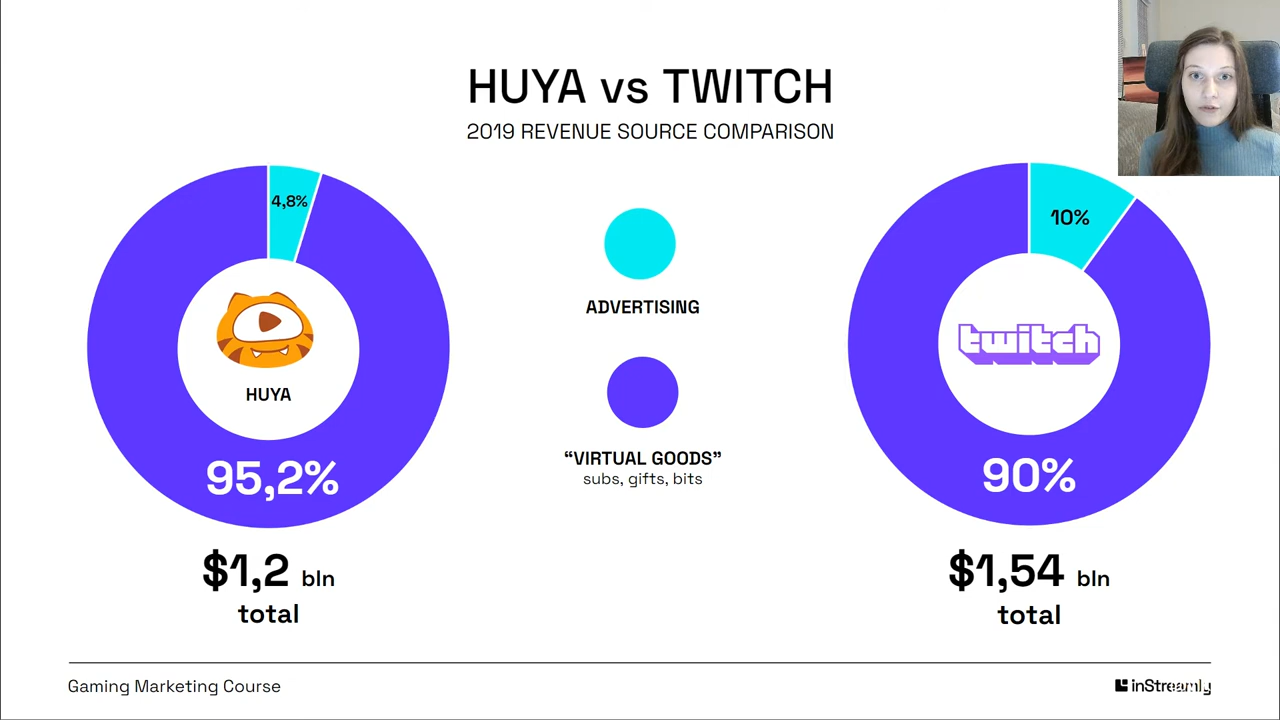 HUYA vs TWITCH
2019 REVENUE SOURCE COMPARISON
4,8%
HUYA
95,2%
$1,2 bln
total
ADVERTISING
“VIRTUAL GOODS”
subs, gifts, bits
10%
twitch
90%
$1,54 bln
total
Gaming Marketing Course
inStreamly